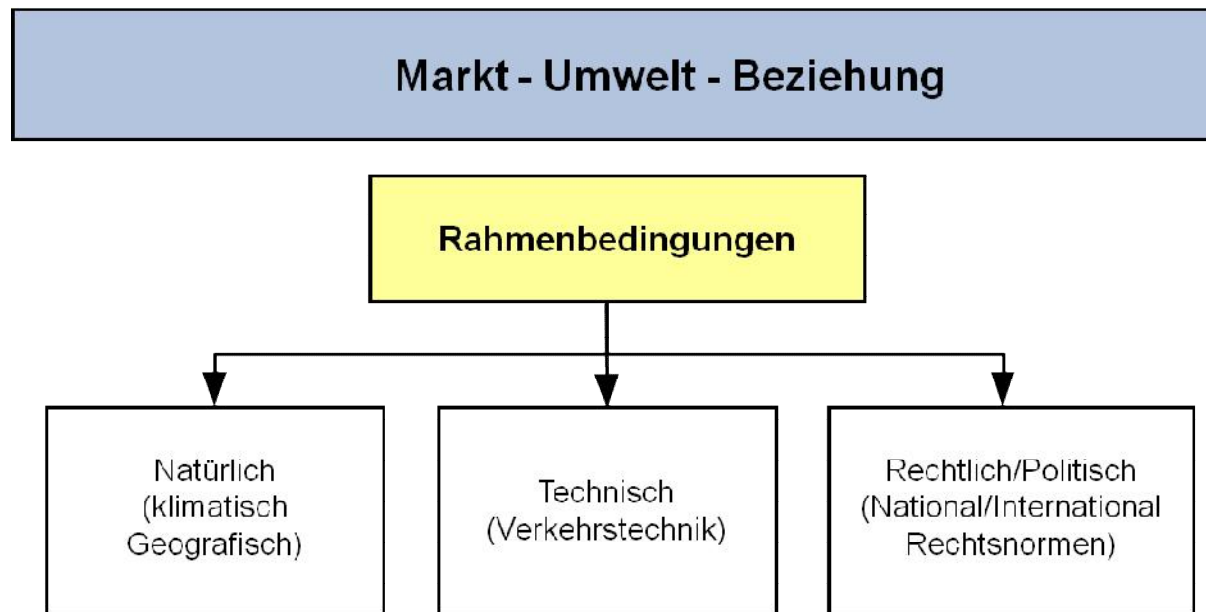 Markt - Umwelt - Beziehung
Rahmenbedingungen
Natürlich
(klimatisch
Geografisch)
Technisch
(Verkehrstechnik)
Rechtlich/Politisch
(National/International
Rechtsnormen)